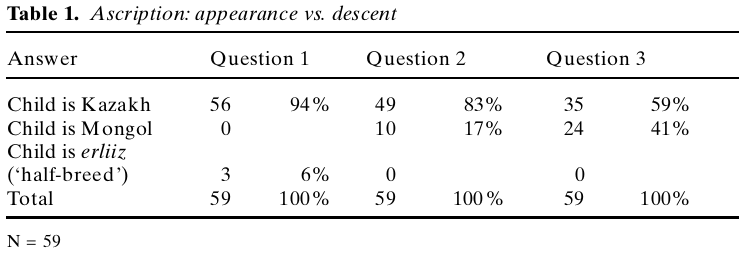 Table 1. Ascription: appearance vs. descent
Answer Question 1 Question 2 Question 3
Child is Kazakh 56 94% 49 83% 35 59%
Child is Mongol 0 10 17% 24 41%
Child is erliiz
(‘half-breed’) 3 6% 0 0
Total 59 100% 59 100% 59 100%
N = 59